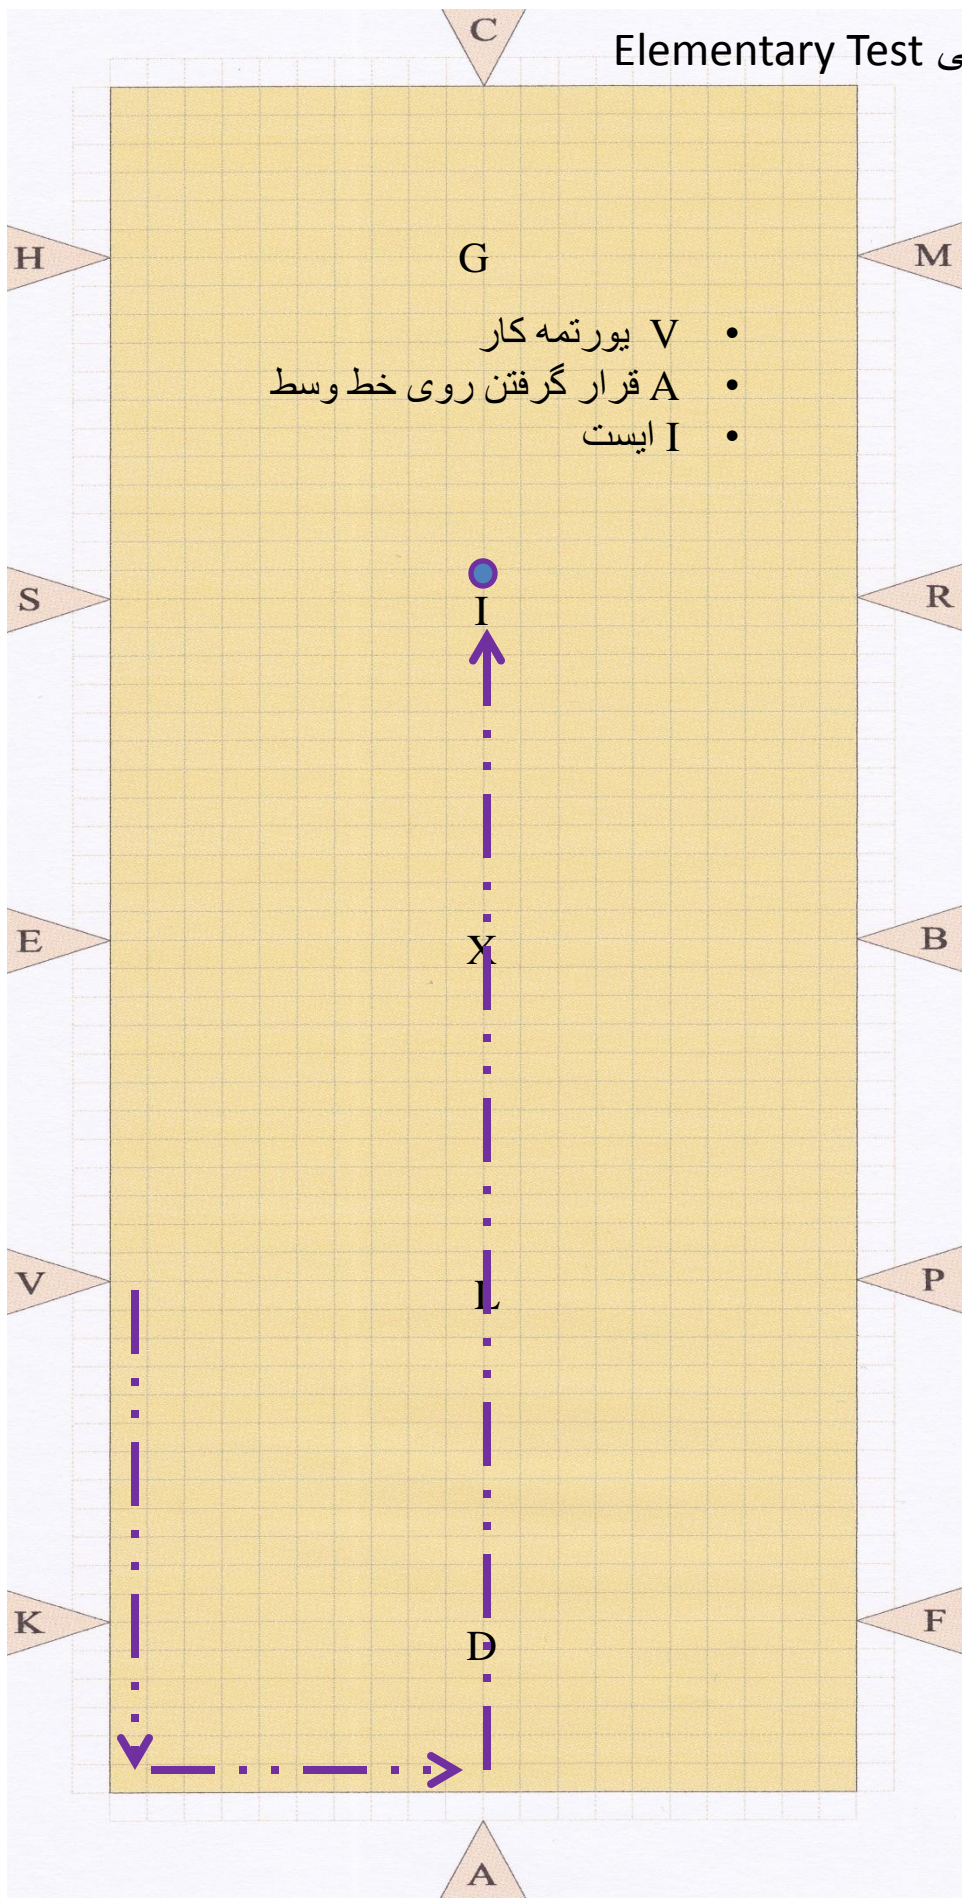 C
Elementary Test
H G M
• V یورتمه کار
• A قرار گرفتن روی خط وسط
• I ایست
S I R
E X B
V L P
K D F
A